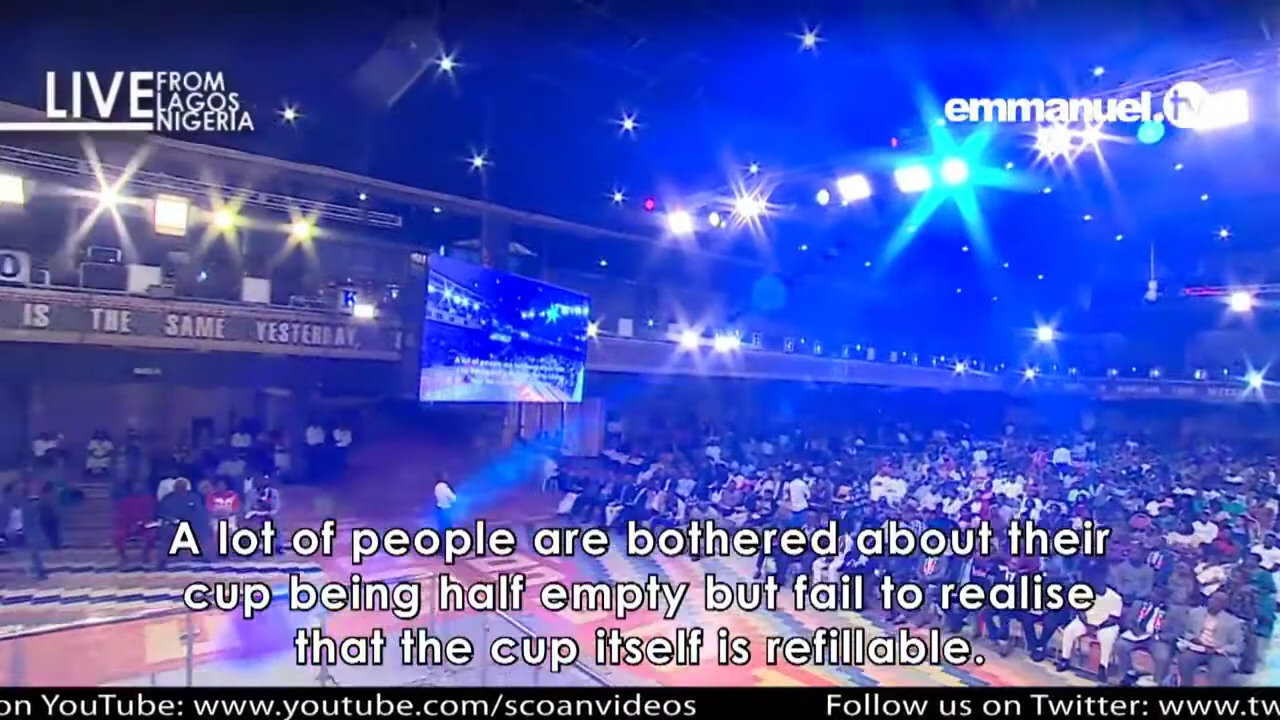 LIVE FROM
LAGOS
NIGERIA
emmanuel.tv
IS THE SAME YESTERDAY,
A lot of people are bothered about their
cup being half empty but fail to realise
that the cup itself is refillable.
on YouTube: www.youtube.com/scoanvideos Follow us on Twitter: www.tw